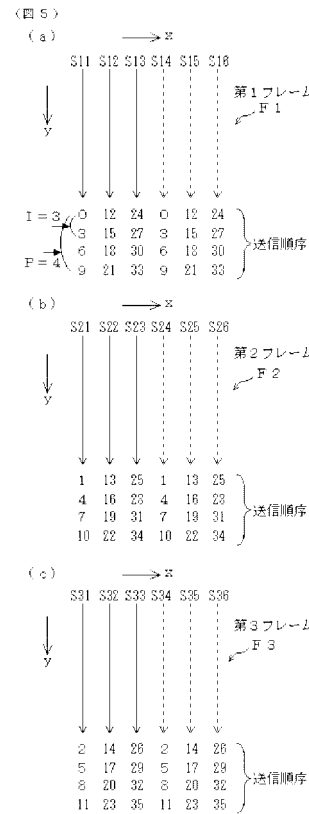 (図5)
(a)
x
S11 S12 S13 S14 S15 S16
第1フレーム
F1
y
I=3 0 12 24 0 12 24
3 15 27 3 15 27
P=4 6 18 30 6 18 30
9 21 33 9 21 33
送信順序
(b)
x
S21 S22 S23 S24 S25 S26
第2フレーム
F2
y
1 13 25 1 13 25
4 16 28 4 16 28
7 19 31 7 19 31
10 22 34 10 22 34
送信順序
(c)
x
S31 S32 S33 S34 S35 S36
第3フレーム
F3
y
2 14 26 2 14 26
5 17 29 5 17 29
8 20 32 8 20 32
11 23 35 11 23 35
送信順序